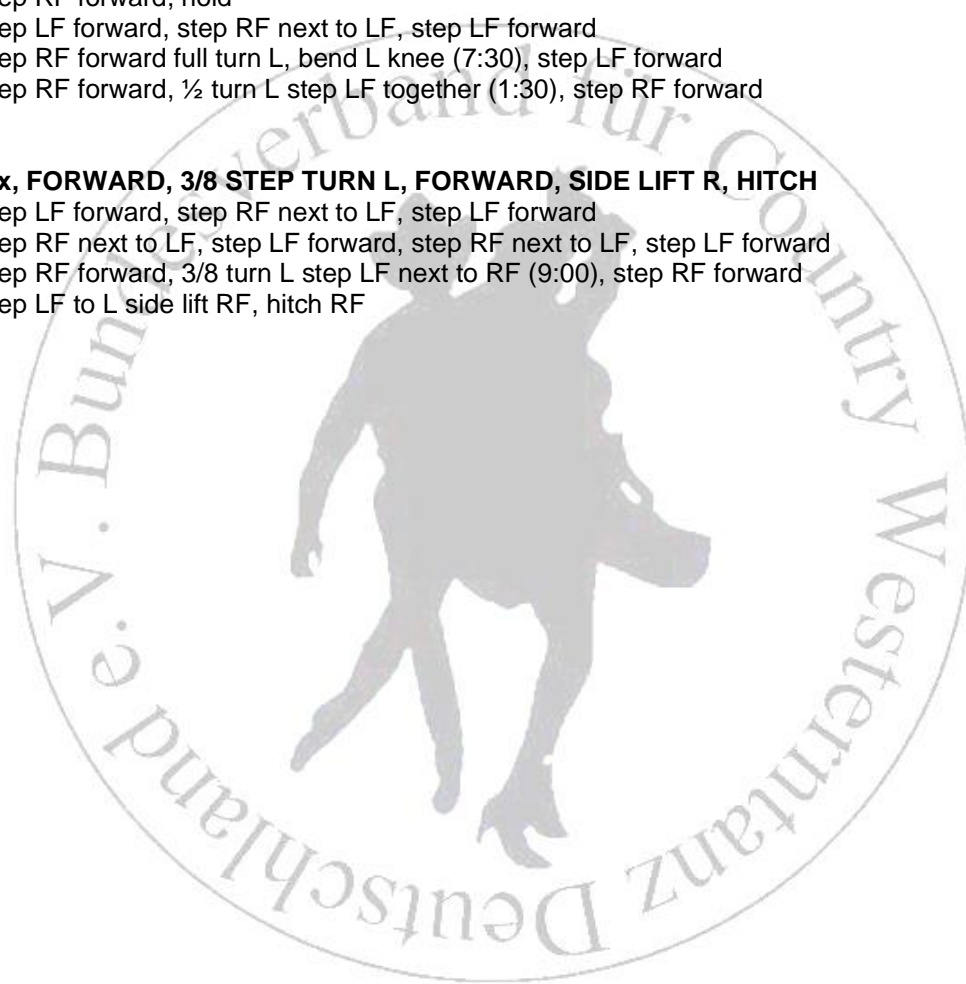 ep RF forward, hold
ep LF forward, step RF next to LF, step LF forward
ep RF forward full turn L, bend L knee (7:30), step LF forward
ep RF forward, ½ turn L step LF together (1:30), step RF forward
x, FORWARD, 3/8 STEP TURN L, FORWARD, SIDE LIFT R, HITCH
ep LF forward, step RF next to LF, step LF forward
ep RF next to LF, step LF forward, step RF next to LF, step LF forward
ep RF forward, 3/8 turn L step LF next to RF (9:00), step RF forward
ep LF to L side lift RF, hitch RF
Bundesverband für Country Westerntanz Deutschland e.V.